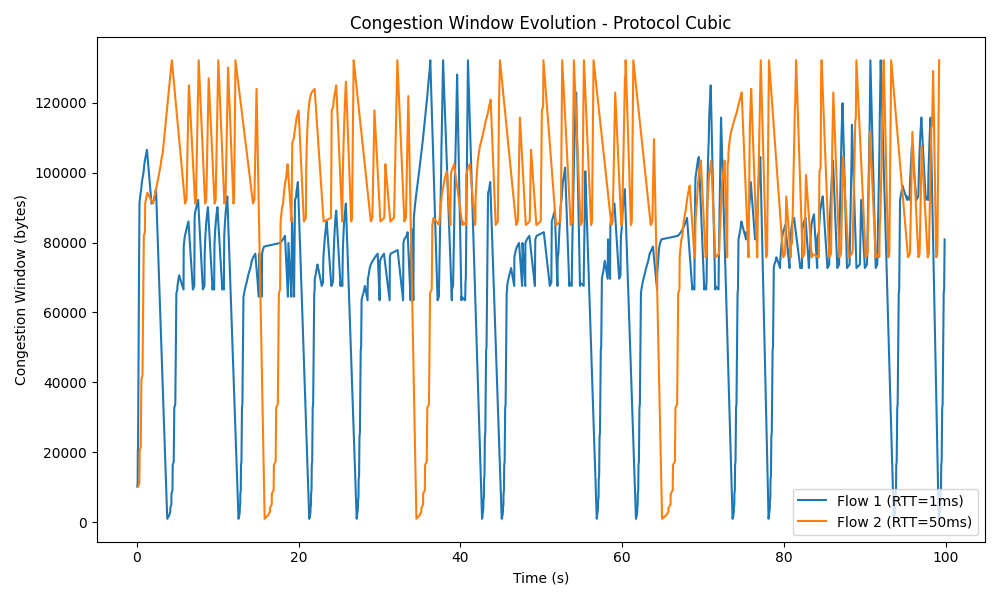 Congestion Window Evolution - Protocol Cubic
Congestion Window (bytes)
120000
100000
80000
60000
40000
20000
0
0 20 40 60 80 100
Time (s)
Flow 1 (RTT=1ms)
Flow 2 (RTT=50ms)